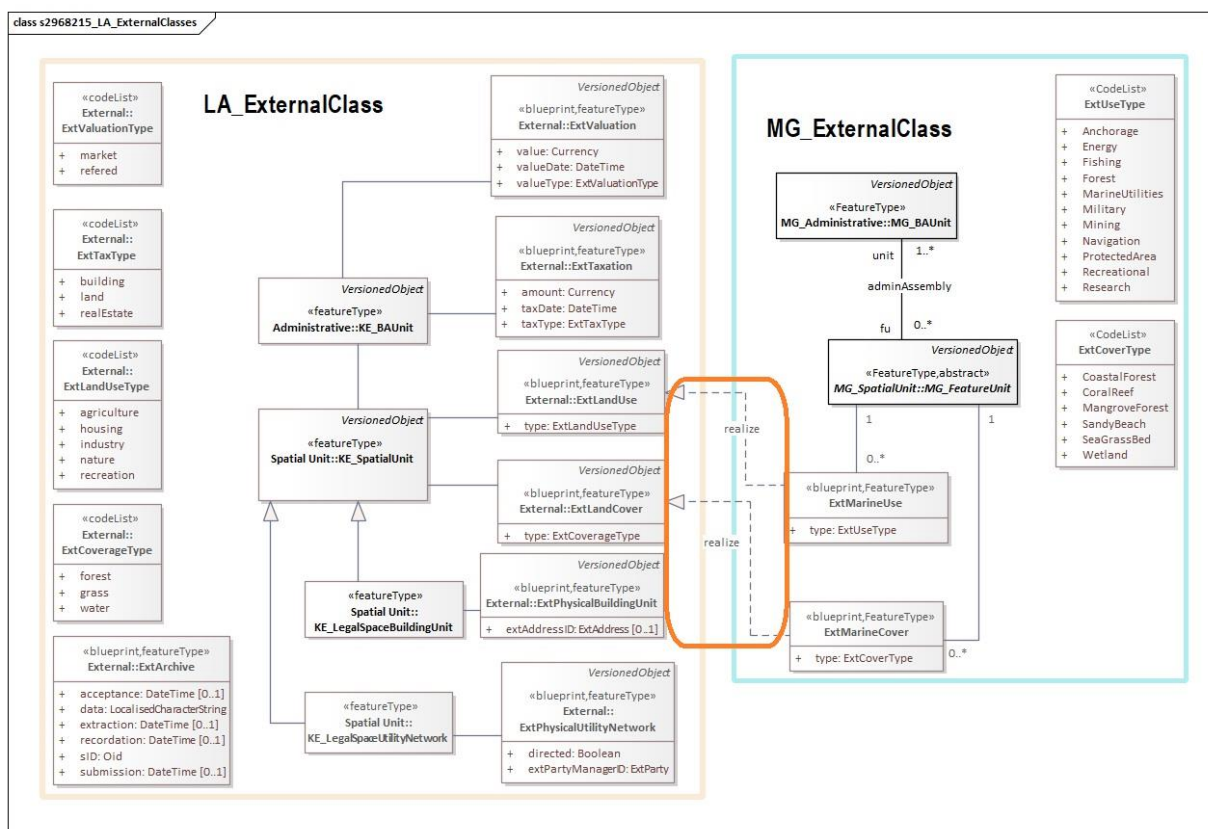 class s2968215_LA_ExternalClasses
LA_ExternalClass
«codeList»
External::
ExtValuationType
+ market
+ refered
«codeList»
External::
ExtTaxType
+ building
+ land
+ realEstate
«codeList»
External::
ExtLandUseType
+ agriculture
+ housing
+ industry
+ nature
+ recreation
«codeList»
External::
ExtCoverageType
+ forest
+ grass
+ water
«blueprint,featureType»
External::ExtArchive
+ acceptance: DateTime [0..1]
+ data: LocalisedCharacterString
+ extraction: DateTime [0..1]
+ recordation: DateTime [0..1]
+ sID: Oid
+ submission: DateTime [0..1]
VersionedObject
«blueprint,featureType»
External::ExtValuation
+ value: Currency
+ valueDate: DateTime
+ valueType: ExtValuationType
VersionedObject
«blueprint,featureType»
External::ExtTaxation
+ amount: Currency
+ taxDate: DateTime
+ taxType: ExtTaxType
VersionedObject
«featureType»
Administrative::KE_BAUnit
VersionedObject
«blueprint,featureType»
External::ExtLandUse
+ type: ExtLandUseType
VersionedObject
«featureType»
Spatial Unit::KE_SpatialUnit
VersionedObject
«blueprint,featureType»
External::ExtLandCover
+ type: ExtCoverageType
VersionedObject
«blueprint,featureType»
External::ExtPhysicalBuildingUnit
+ extAddressID: ExtAddress [0..1]
«featureType»
Spatial Unit::
KE_LegalSpaceBuildingUnit
«featureType»
Spatial Unit::
KE_LegalSpaceUtilityNetwork
VersionedObject
«blueprint,featureType»
External::
ExtPhysicalUtilityNetwork
+ directed: Boolean
+ extPartyManagerID: ExtParty
realize
realize
MG_ExternalClass
VersionedObject
«FeatureType»
MG_Administrative::MG_BAUnit
unit
1..*
adminAssembly
fu
0..*
VersionedObject
«FeatureType,abstract»
MG_SpatialUnit::MG_FeatureUnit
1
1
0..*
«blueprint,FeatureType»
ExtMarineUse
+ type: ExtUseType
«blueprint,FeatureType»
ExtMarineCover
+ type: ExtCoverType
0..*
«CodeList»
ExtUseType
+ Anchorage
+ Energy
+ Fishing
+ Forest
+ MarineUtilities
+ Military
+ Mining
+ Navigation
+ ProtectedArea
+ Recreational
+ Research
«CodeList»
ExtCoverType
+ CoastalForest
+ CoralReef
+ MangroveForest
+ SandyBeach
+ SeaGrassBed
+ Wetland